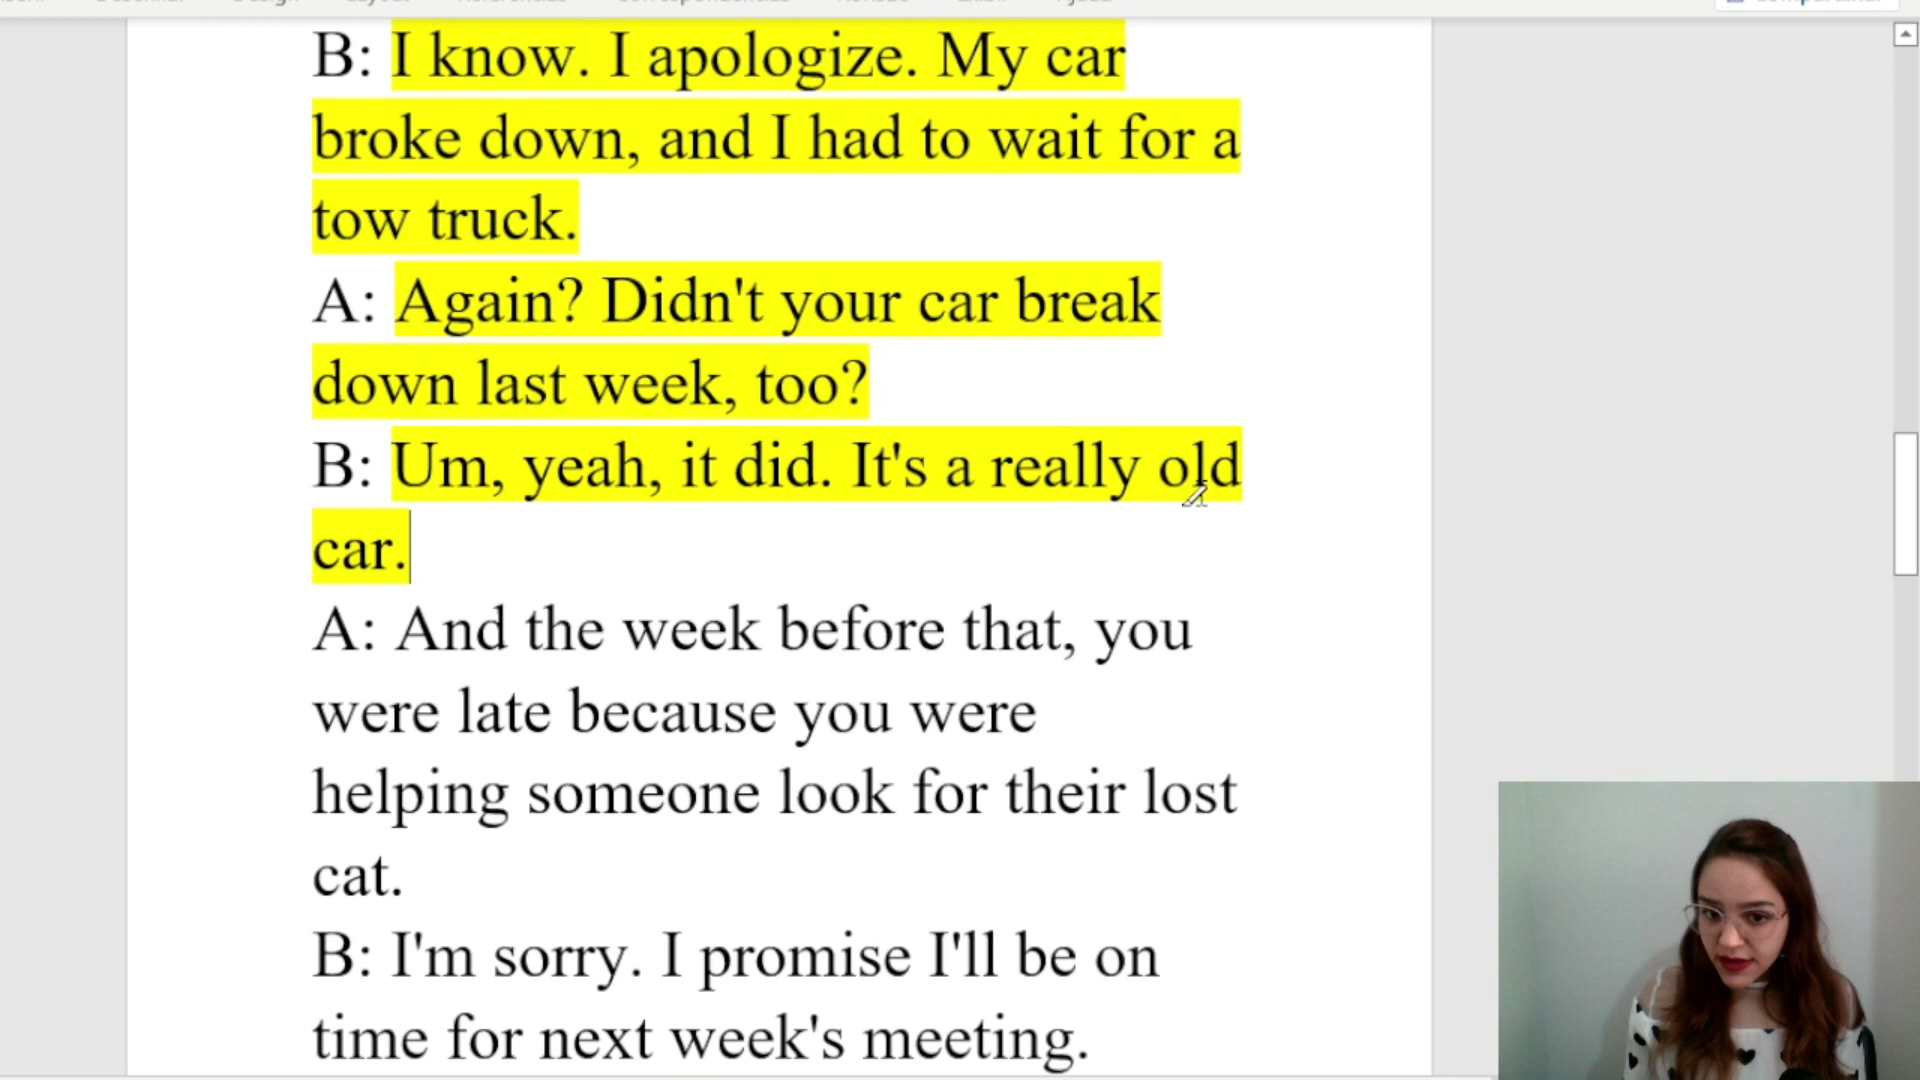 B: I know. I apologize. My car
broke down, and I had to wait for a
tow truck.
A: Again? Didn't your car break
down last week, too?
B: Um, yeah, it did. It's a really old
car.
A: And the week before that, you
were late because you were
helping someone look for their lost
cat.
B: I'm sorry. I promise I'll be on
time for next week's meeting.